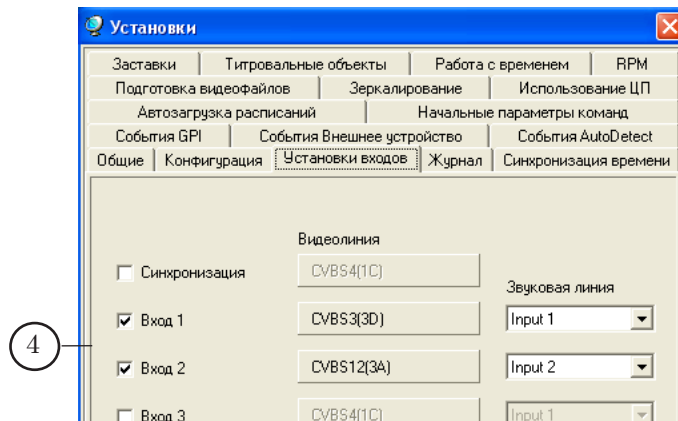 Установки
Заставки Титровальные объекты Работа с временем RPM
Подготовка видеофайлов Зеркалирование Использование ЦП
Автозагрузка расписаний Начальные параметры команд
События GPI События Внешнее устройство События AutoDetect
Общие Конфигурация Установки входов Журнал Синхронизация времени
Видеолиния
Синхронизация CVBS4(1C)
Звуковая линия
Вход 1 CVBS3(3D) Input 1
4
Вход 2 CVBS12(3A) Input 2
Вход 3 CVBS4(1C) Input 1